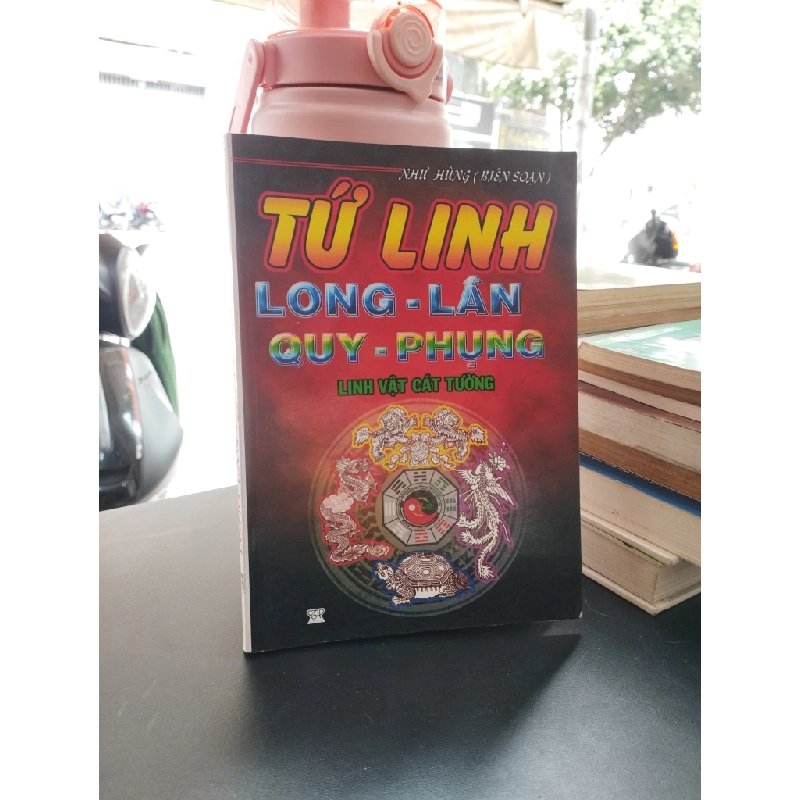 NHƯ HÙNG (BIÊN SOẠN)
TỨ LINH
LONG - LÂN
QUY - PHỤNG
LINH VẬT CÁT TƯỜNG